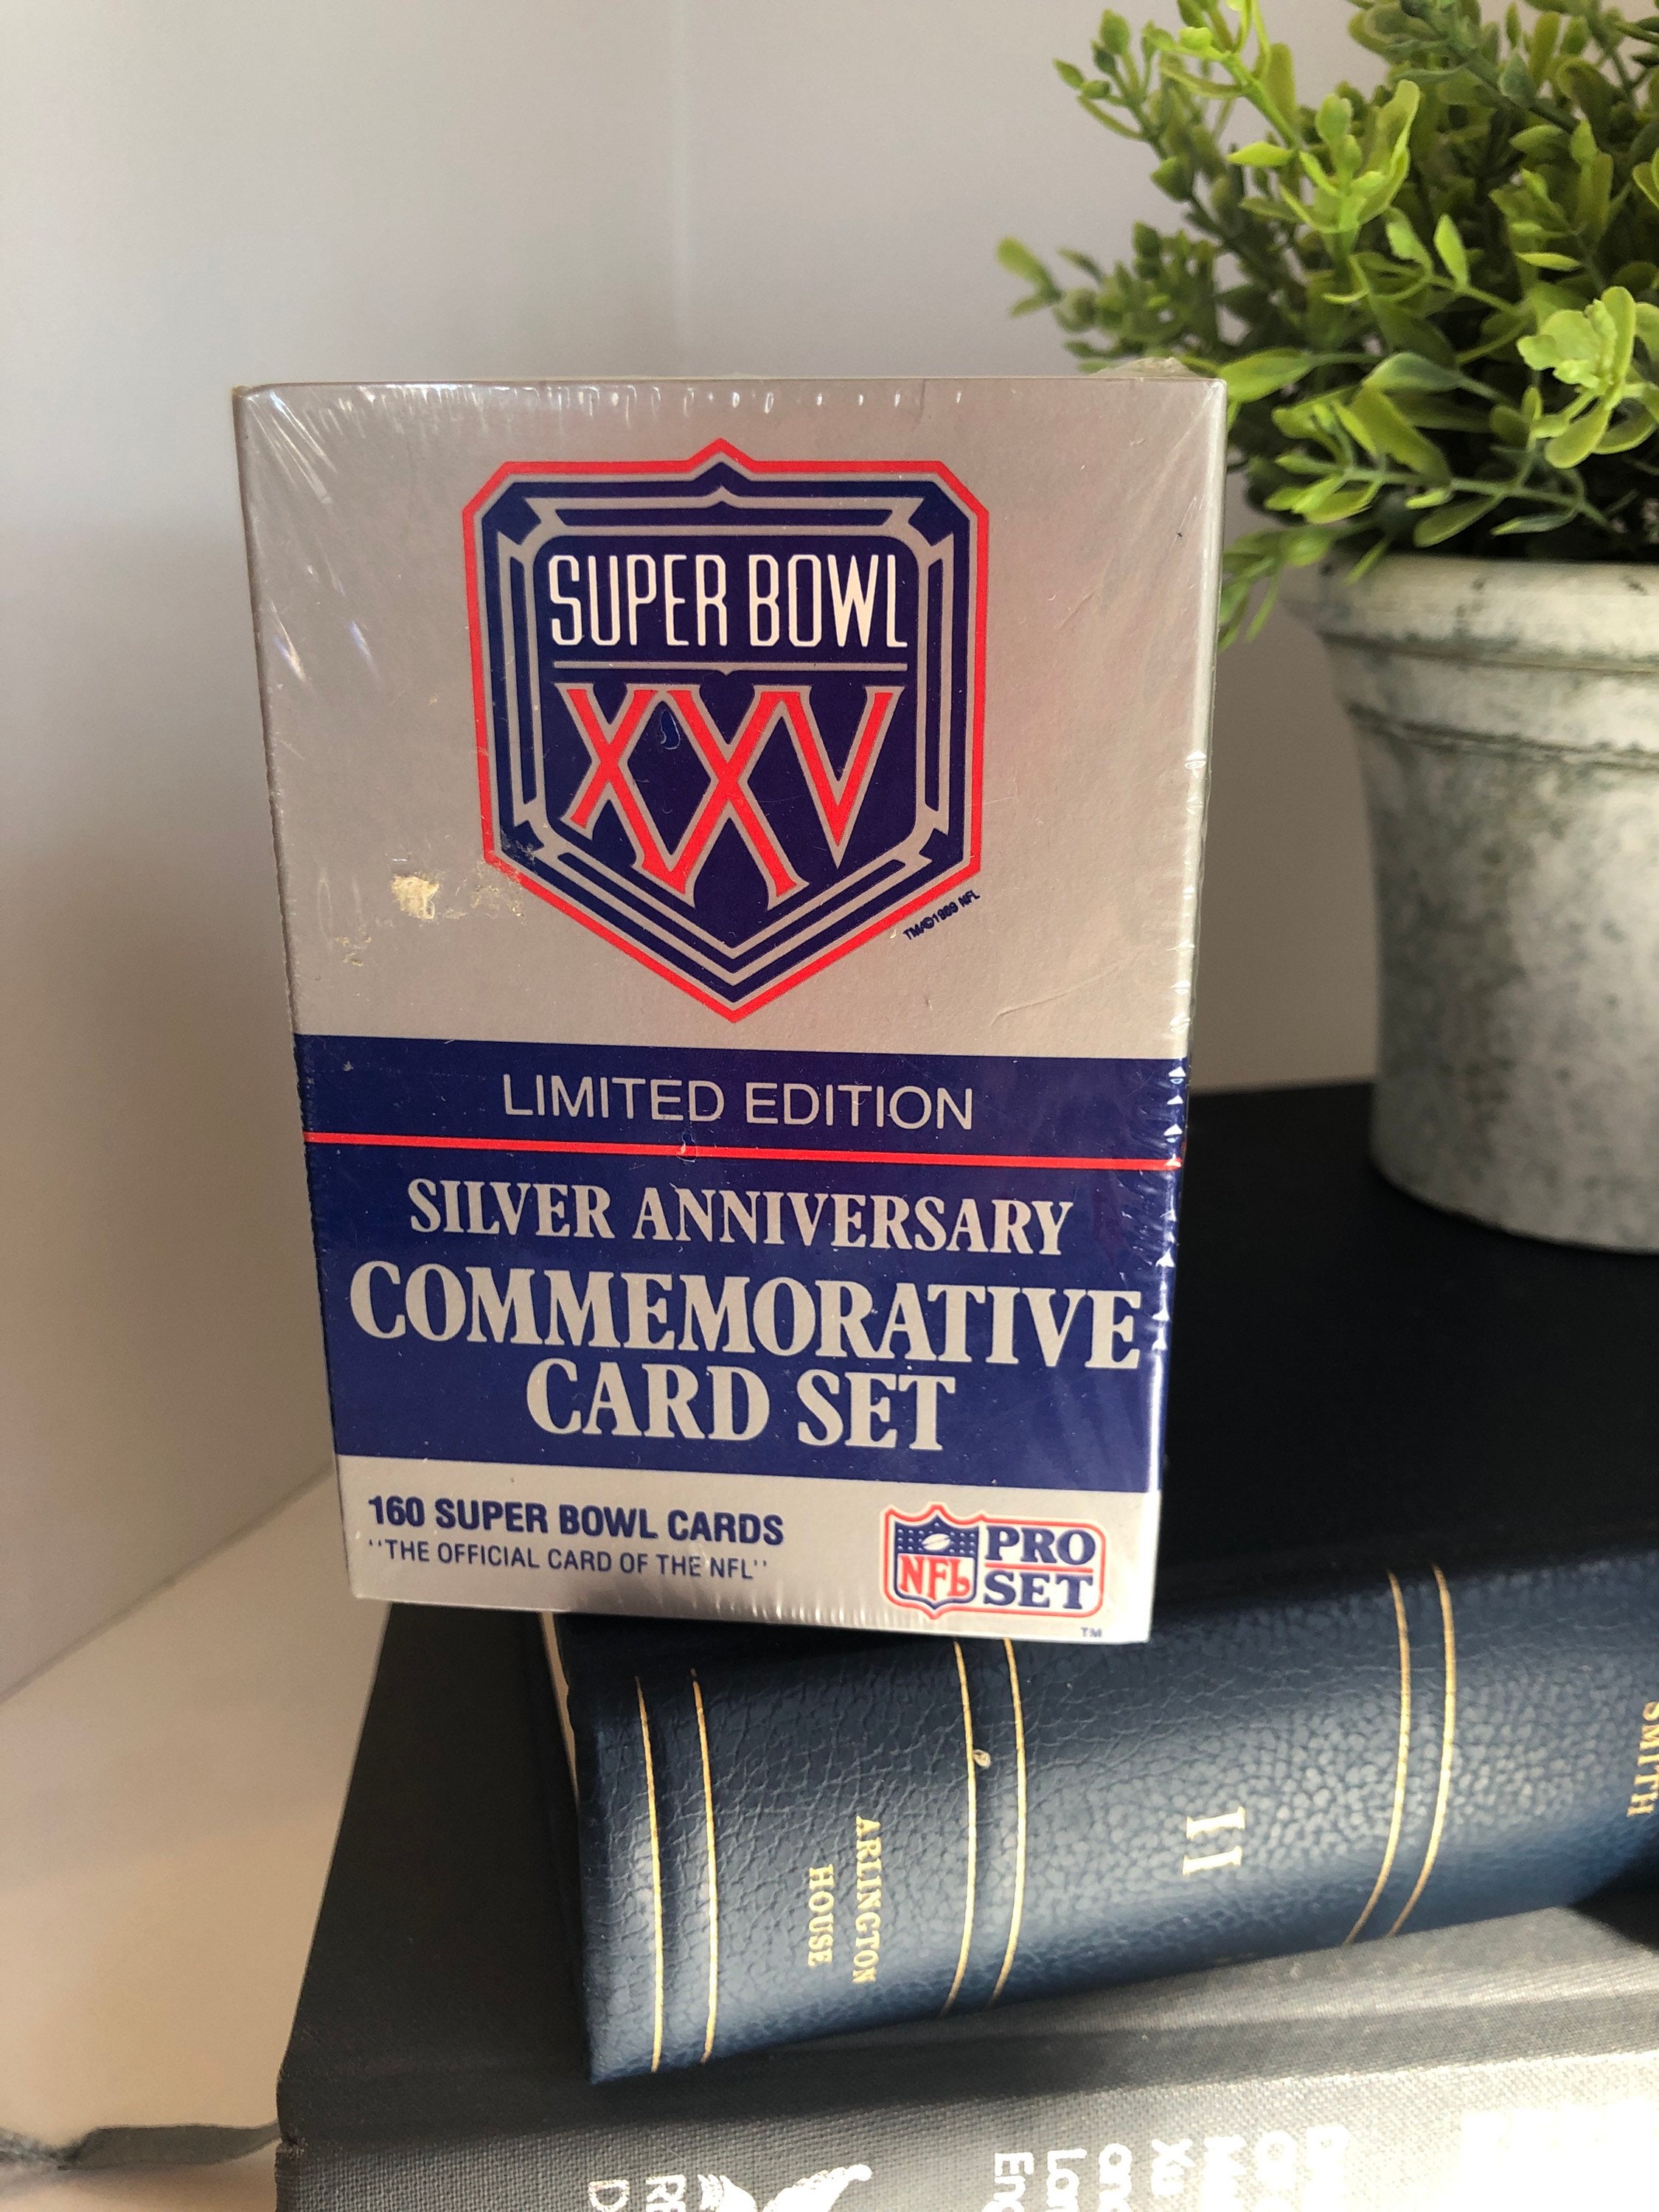 SUPER BOWL
XXV
TM/©1989 NFL
LIMITED EDITION
SILVER ANNIVERSARY
COMMEMORATIVE
CARD SET
160 SUPER BOWL CARDS
"THE OFFICIAL CARD OF THE NFL"
NFL
PRO
SET
TM
ARLINGTON
HOUSE
II
SMITH